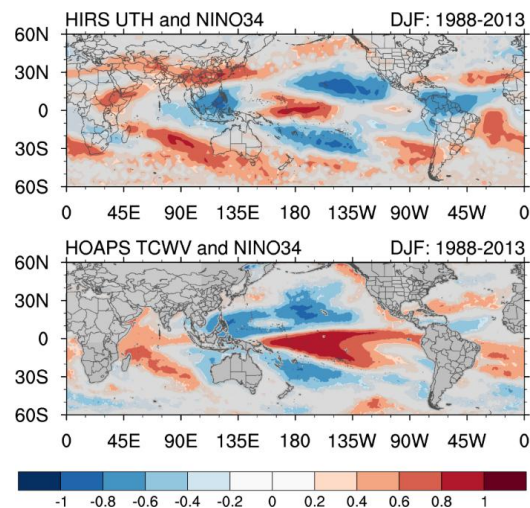 HIRS UTH and NINO34 DJF: 1988-2013
60N
30N
0
30S
60S
0 45E 90E 135E 180 135W 90W 45W 0
HOAPS TCWV and NINO34 DJF: 1988-2013
60N
30N
0
30S
60S
0 45E 90E 135E 180 135W 90W 45W 0
-1 -0.8 -0.6 -0.4 -0.2 0 0.2 0.4 0.6 0.8 1